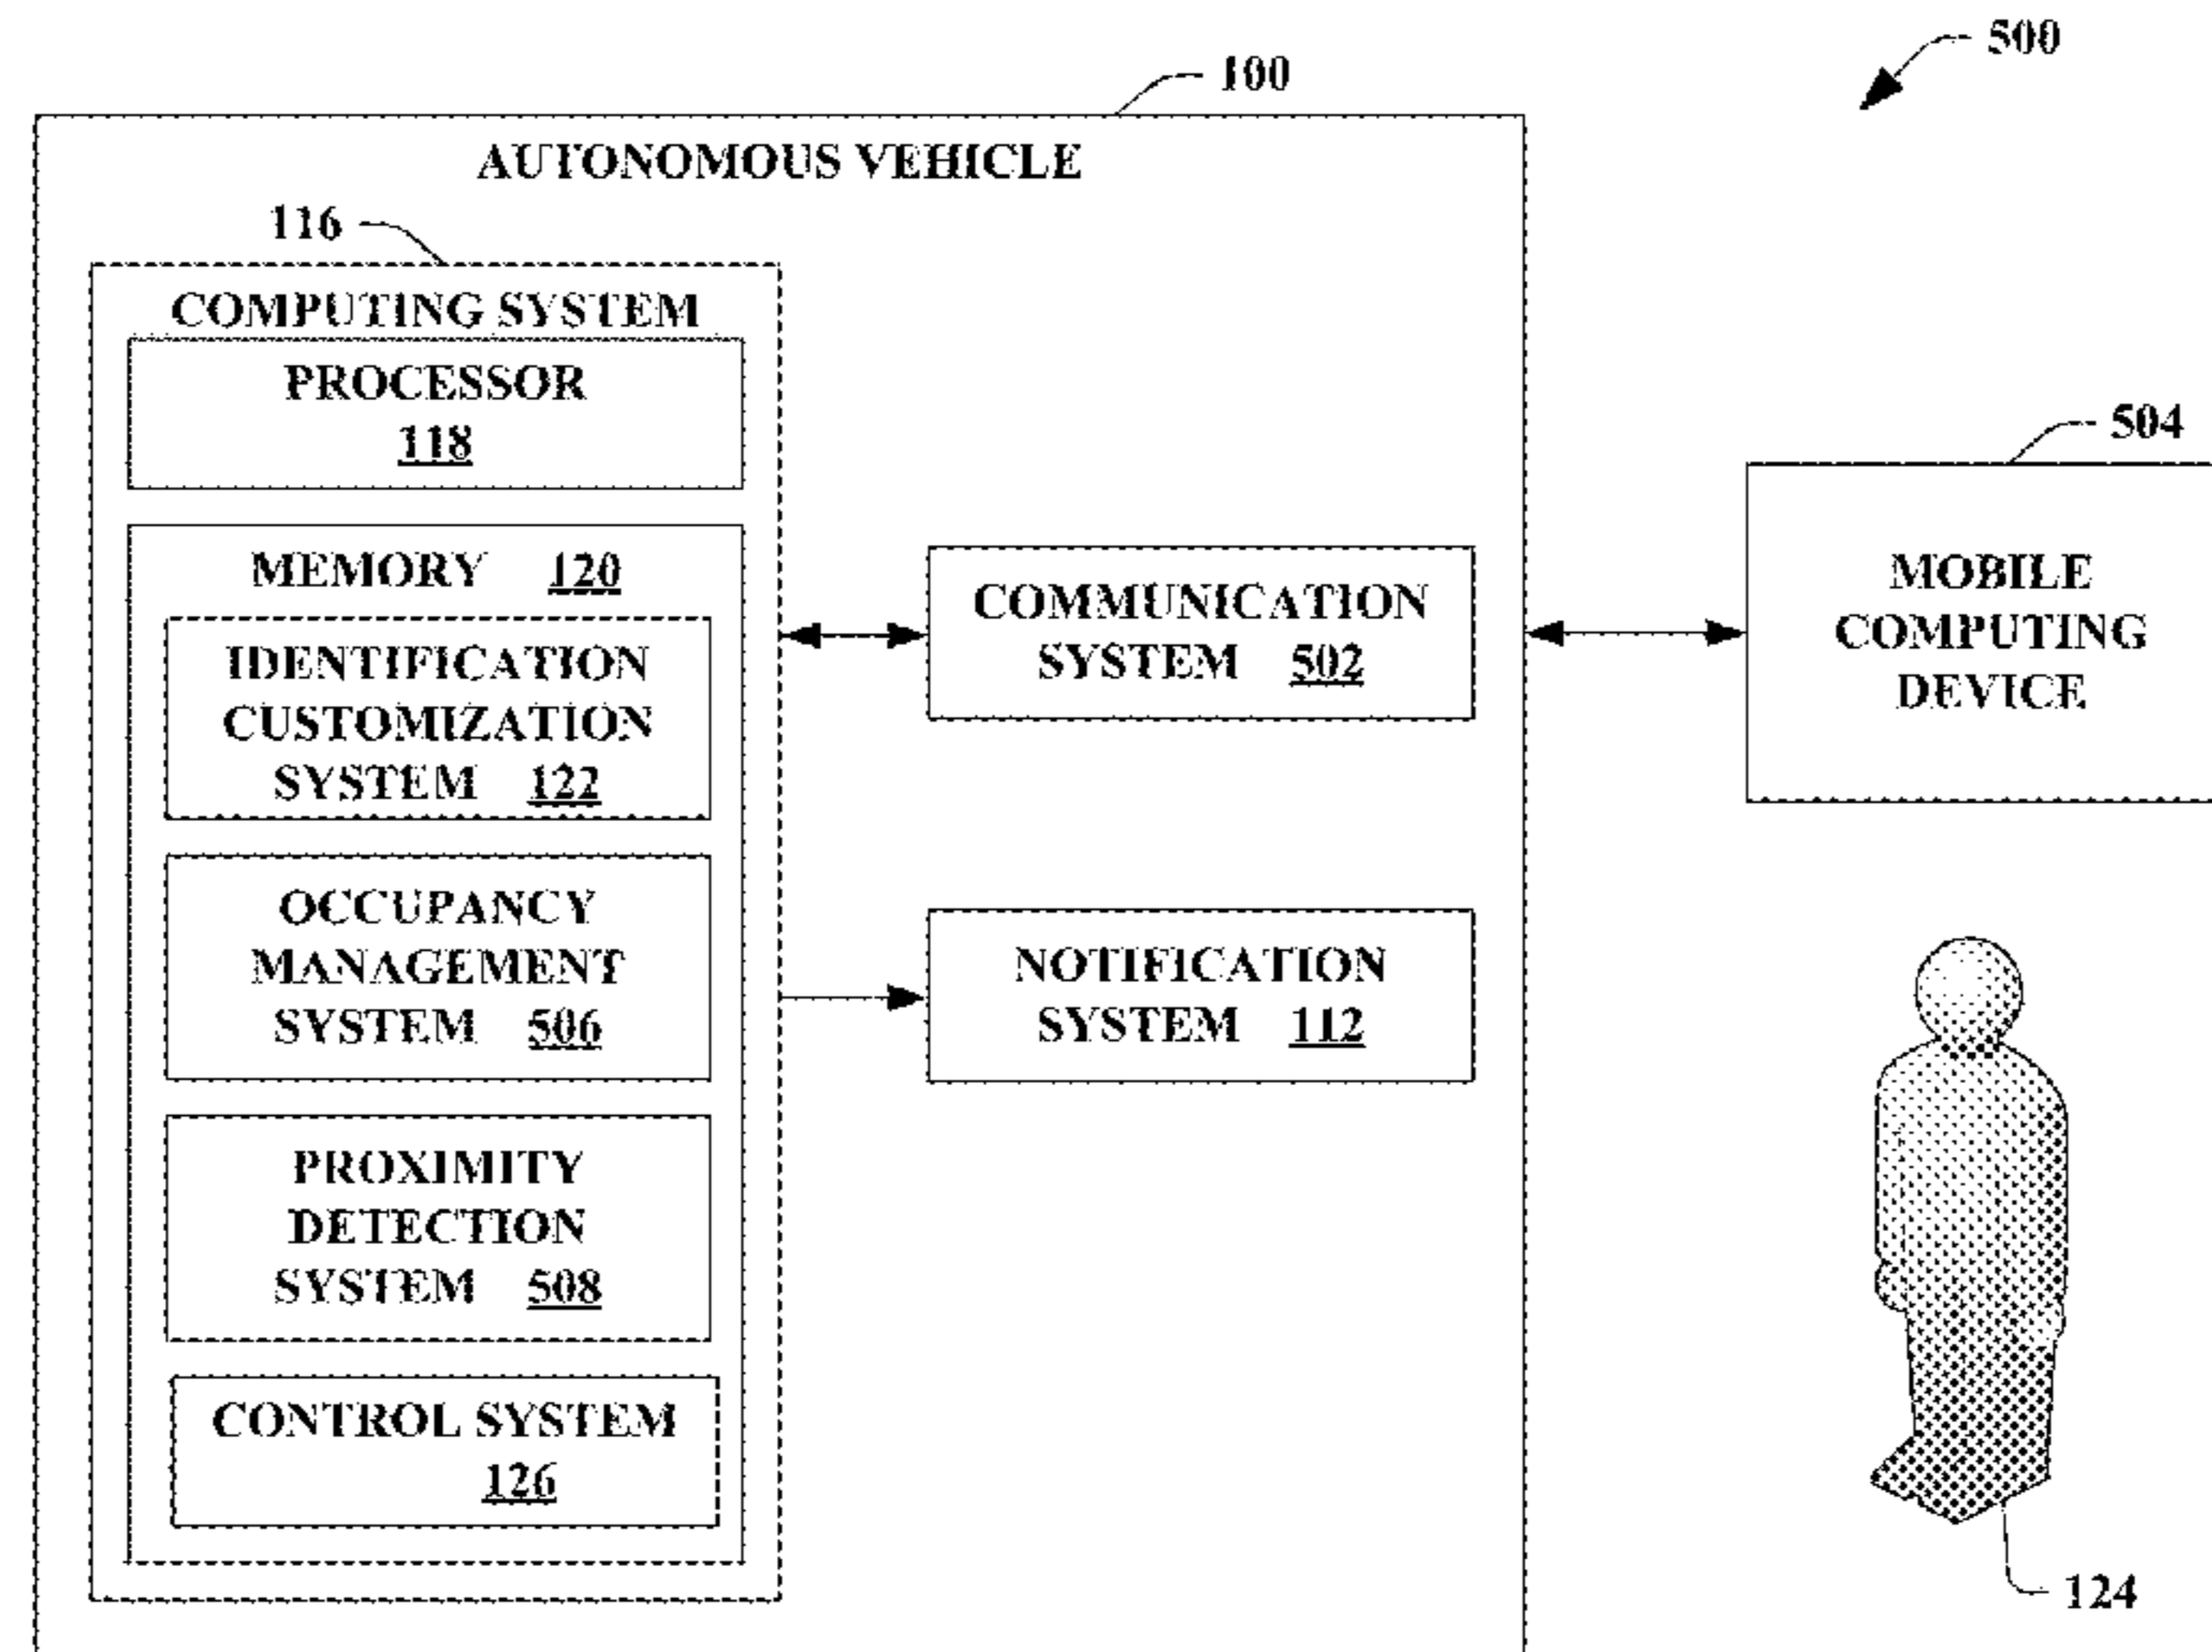 500
100
AUTONOMOUS VEHICLE
116
COMPUTING SYSTEM
PROCESSOR
118
MEMORY 120
IDENTIFICATION
CUSTOMIZATION
SYSTEM 122
OCCUPANCY
MANAGEMENT
SYSTEM 506
PROXIMITY
DETECTION
SYSTEM 508
CONTROL SYSTEM
126
COMMUNICATION
SYSTEM 502
NOTIFICATION
SYSTEM 112
504
MOBILE
COMPUTING
DEVICE
124